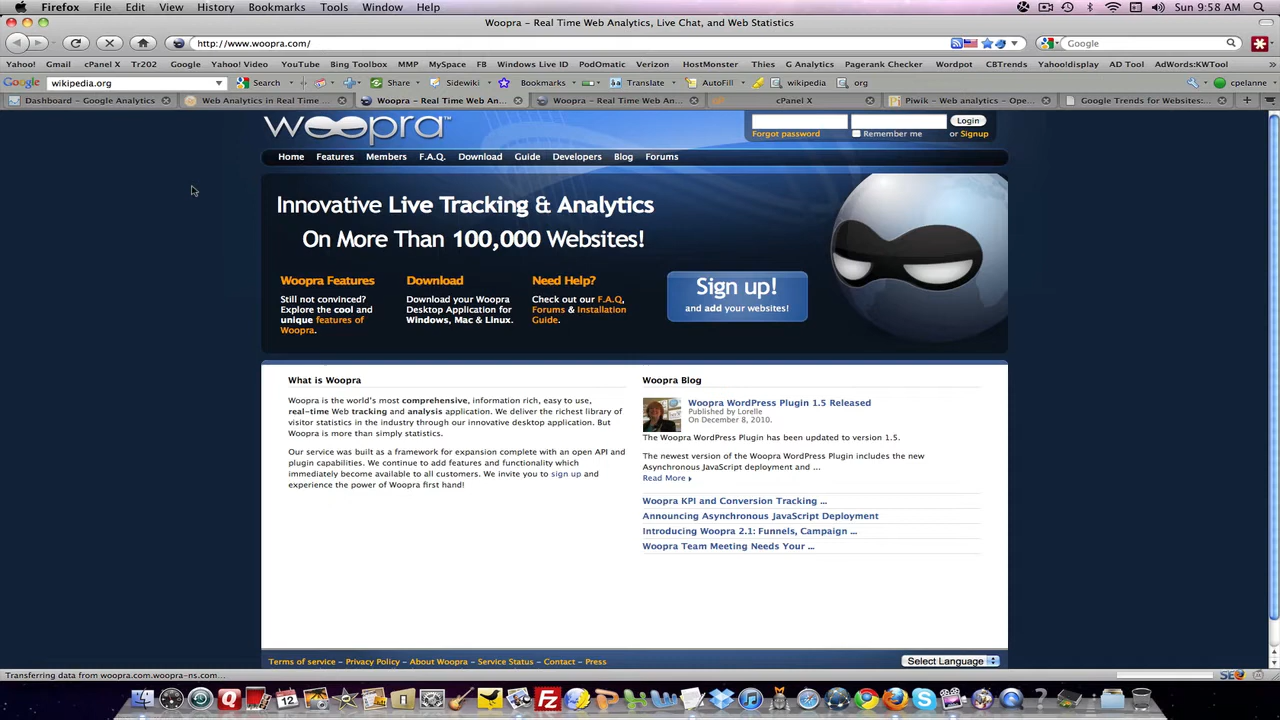 Firefox File Edit View History Bookmarks Tools Window Help Sun 9:58 AM
Woopra – Real Time Web Analytics, Live Chat, and Web Statistics
http://www.woopra.com/ Google
Yahoo! Gmail cPanel X Tr202 Google Yahoo! Video YouTube Bing Toolbox MMP MySpace FB Windows Live ID PodOmatic Verizon HostMonster Thies G Analytics Pagerank Checker Wordpot CBTrends Yahoo!display AD Tool AdWords:KWTool
Google wikipedia.org Search Share Sidewiki Bookmarks Translate AutoFill wikipedia org cpelanne
Dashboard – Google Analytics Web Analytics in Real Time ... Woopra – Real Time Web An... Woopra – Real Time Web An... cPanel X Piwik – Web analytics – Ope... Google Trends for Websites:...
woopra™
Login
Forgot password Remember me or Signup
Home Features Members F.A.Q. Download Guide Developers Blog Forums
Innovative Live Tracking & Analytics
On More Than 100,000 Websites!
Woopra Features
Still not convinced?
Explore the cool and
unique features of
Woopra.
Download
Download your Woopra
Desktop Application for
Windows, Mac & Linux.
Need Help?
Check out our F.A.Q,
Forums & Installation
Guide.
Sign up!
and add your websites!
What is Woopra
Woopra is the world's most comprehensive, information rich, easy to use,
real-time Web tracking and analysis application. We deliver the richest library of
visitor statistics in the industry through our innovative desktop application. But
Woopra is more than simply statistics.
Our service was built as a framework for expansion complete with an open API and
plugin capabilities. We continue to add features and functionality which
immediately become available to all customers. We invite you to sign up and
experience the power of Woopra first hand!
Woopra Blog
Woopra WordPress Plugin 1.5 Released
Published by Lorelle
On December 8, 2010.
The Woopra WordPress Plugin has been updated to version 1.5.
The newest version of the Woopra WordPress Plugin includes the new
Asynchronous JavaScript deployment and ...
Read More
Woopra KPI and Conversion Tracking ...
Announcing Asynchronous JavaScript Deployment
Introducing Woopra 2.1: Funnels, Campaign ...
Woopra Team Meeting Needs Your ...
Terms of service – Privacy Policy – About Woopra – Service Status – Contact – Press Select Language
Transferring data from woopra.com.woopra-ns.com...